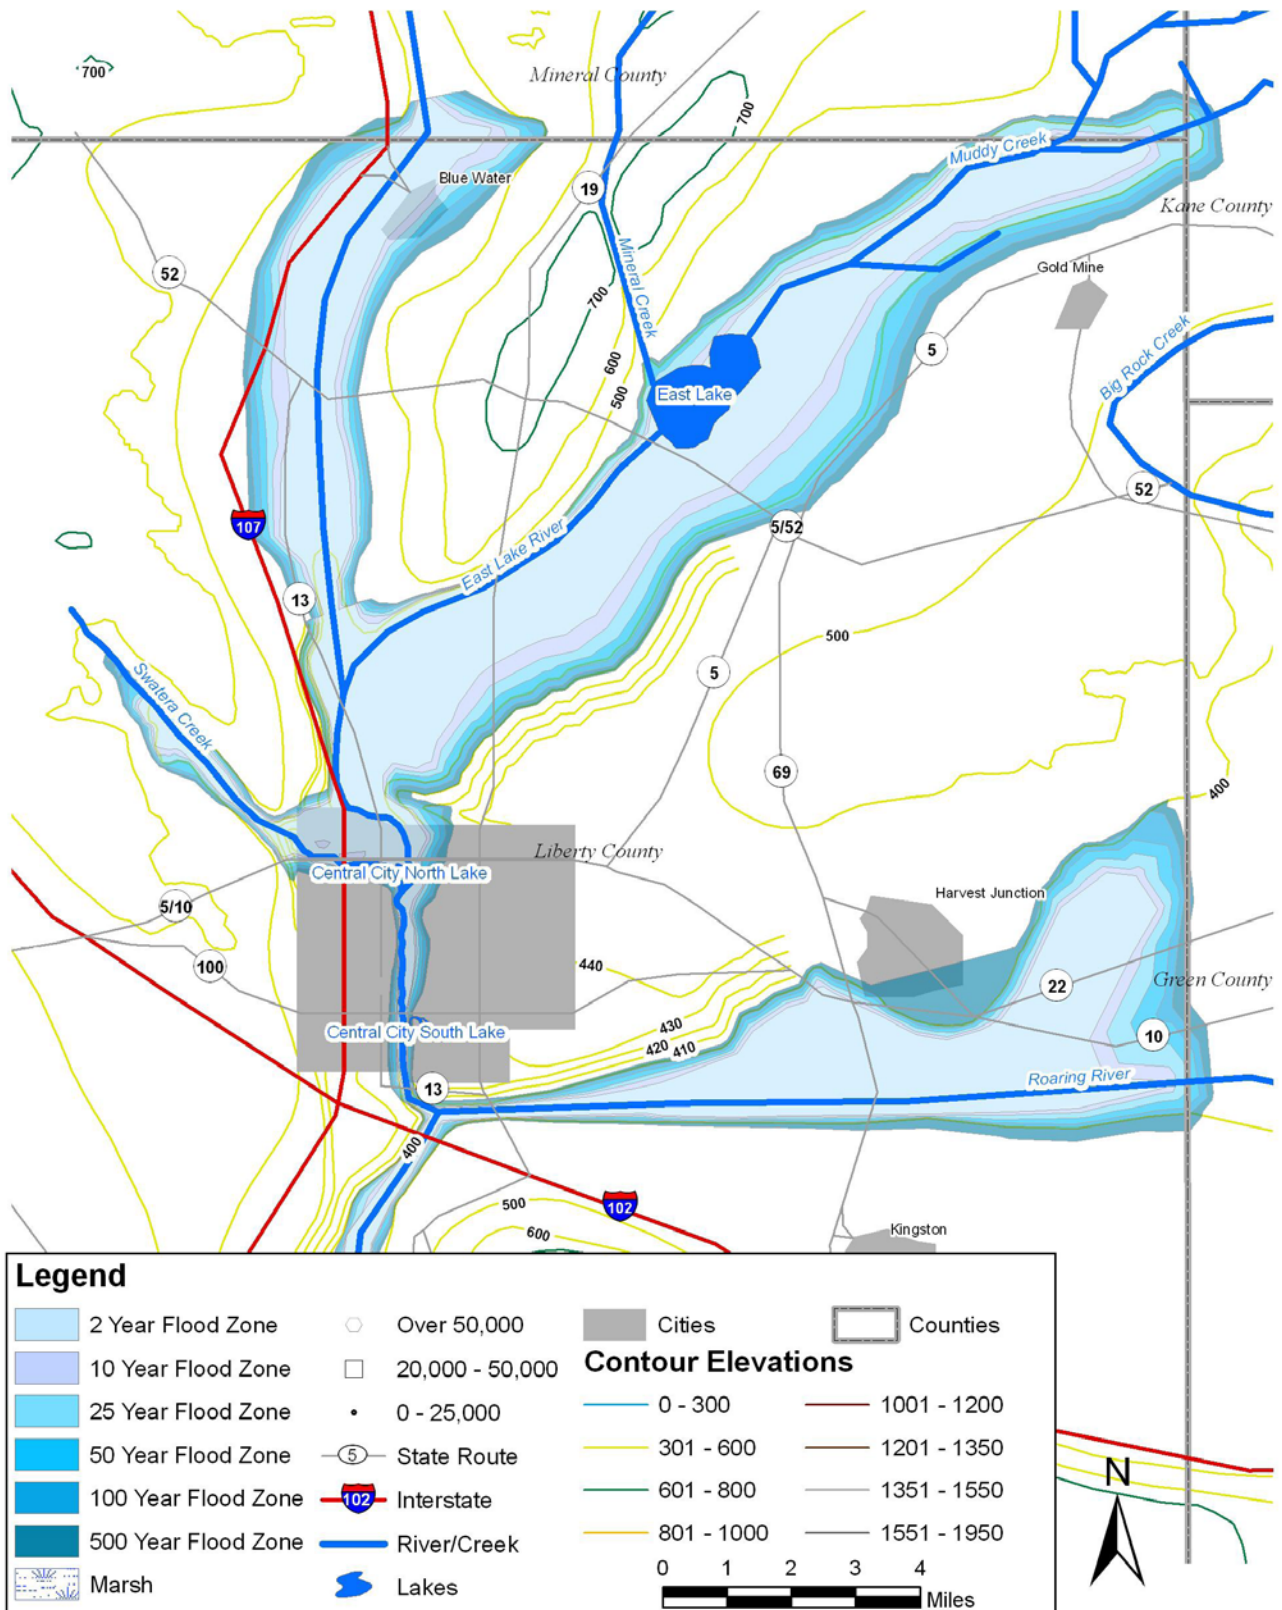 700
Mineral County
700
Blue Water
19
Muddy Creek
Kane County
52
Mineral Creek
Gold Mine
700
5
Big Rock Creek
600
500
East Lake
52
107
5/52
East Lake River
13
500
5
Swatera Creek
69
400
Liberty County
Central City North Lake
Harvest Junction
5/10
100
440
22
Green County
430
Central City South Lake
420
410
10
Roaring River
13
400
500
102
600
Kingston
Legend
2 Year Flood Zone
10 Year Flood Zone
25 Year Flood Zone
50 Year Flood Zone
100 Year Flood Zone
500 Year Flood Zone
Marsh
Over 50,000
20,000 - 50,000
0 - 25,000
5 State Route
102 Interstate
River/Creek
Lakes
Cities
Counties
Contour Elevations
0 - 300
301 - 600
601 - 800
801 - 1000
1001 - 1200
1201 - 1350
1351 - 1550
1551 - 1950
0 1 2 3 4
Miles
N